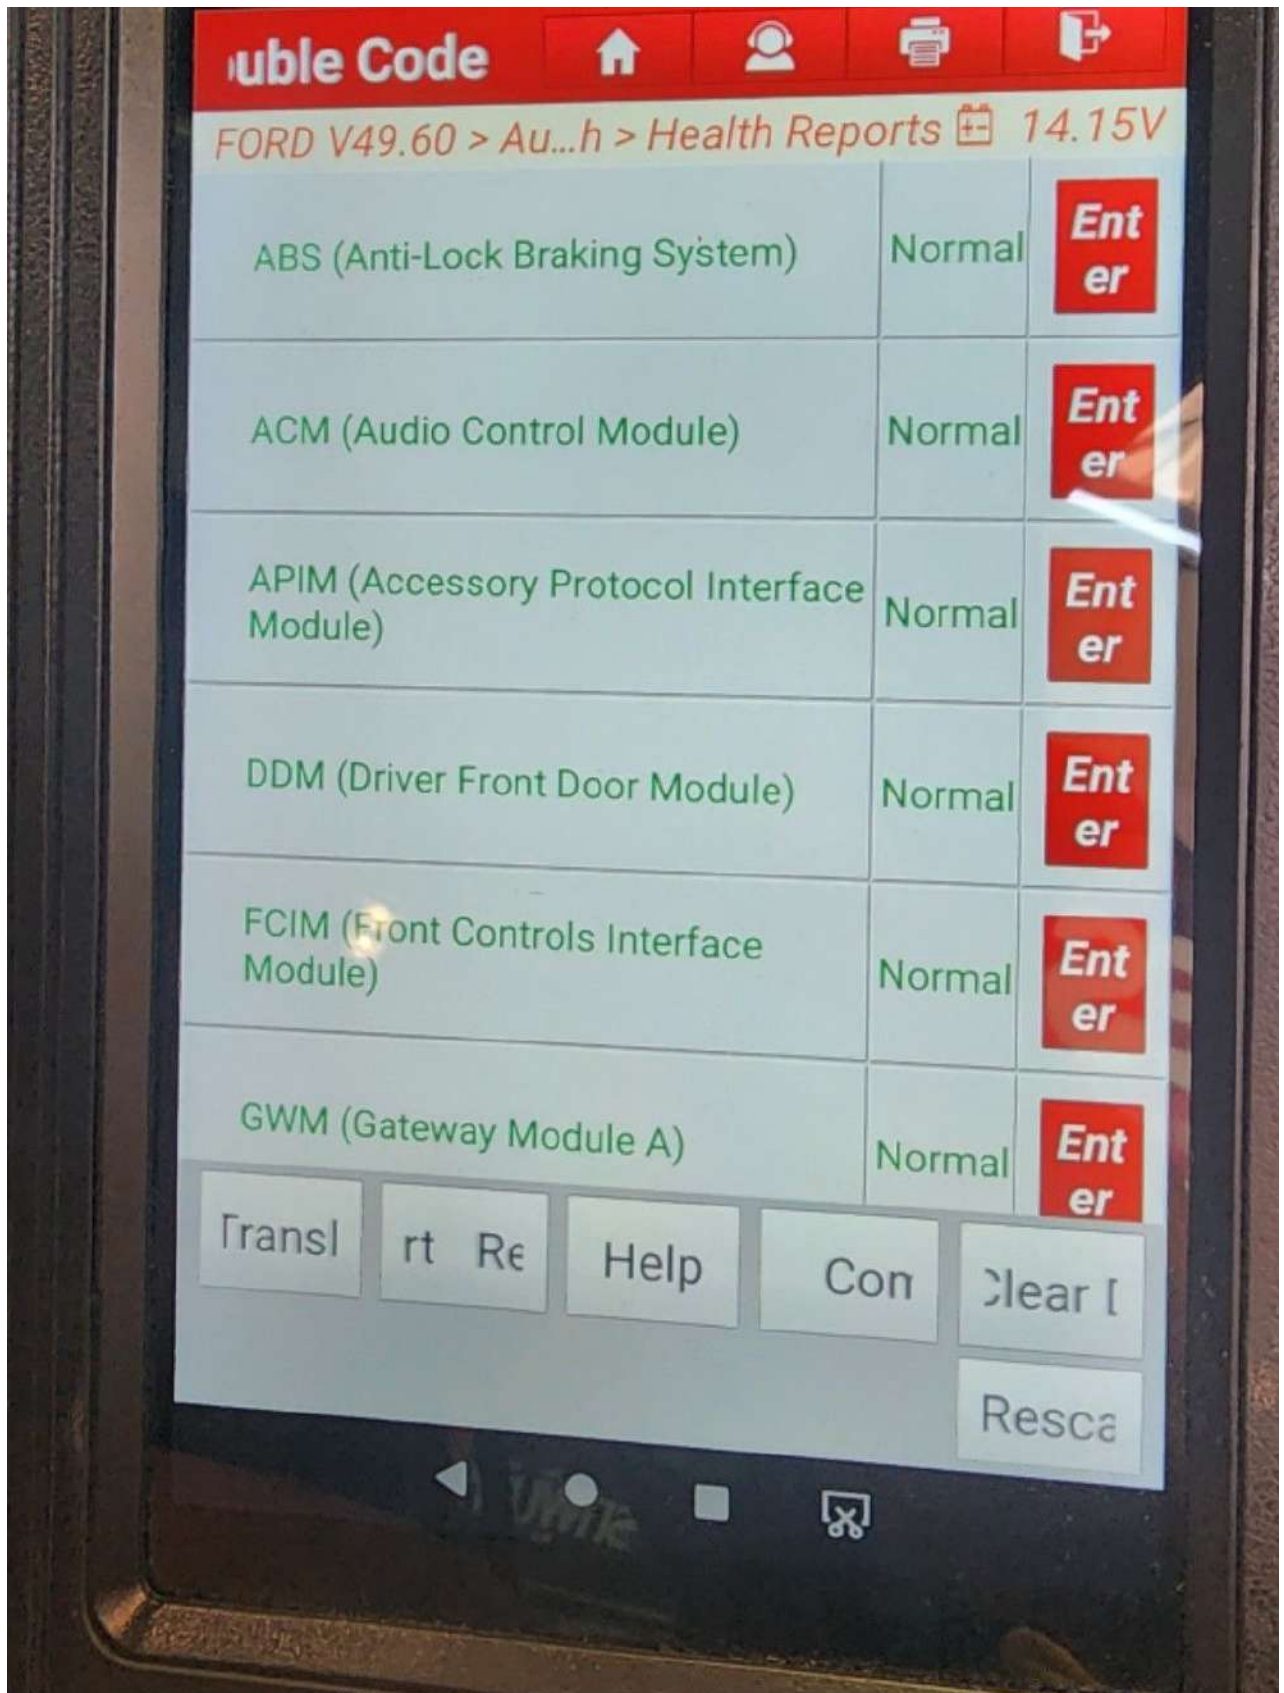 uble Code
FORD V49.60 > Au...h > Health Reports 14.15V
ABS (Anti-Lock Braking System) Normal Ent
er
ACM (Audio Control Module) Normal Ent
er
APIM (Accessory Protocol Interface
Module) Normal Ent
er
DDM (Driver Front Door Module) Normal Ent
er
FCIM (Front Controls Interface
Module) Normal Ent
er
GWM (Gateway Module A) Normal Ent
er
Transl rt Re Help Con Clear D
Resca